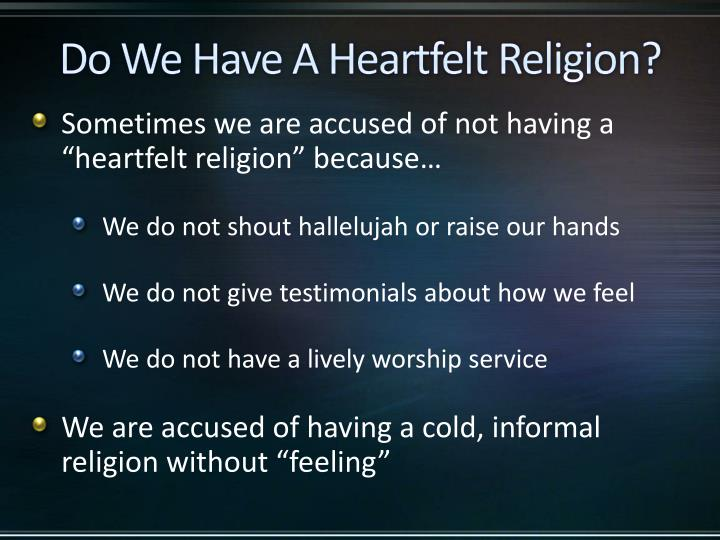 Do We Have A Heartfelt Religion?
Sometimes we are accused of not having a
“heartfelt religion” because…
We do not shout hallelujah or raise our hands
We do not give testimonials about how we feel
We do not have a lively worship service
We are accused of having a cold, informal
religion without “feeling”